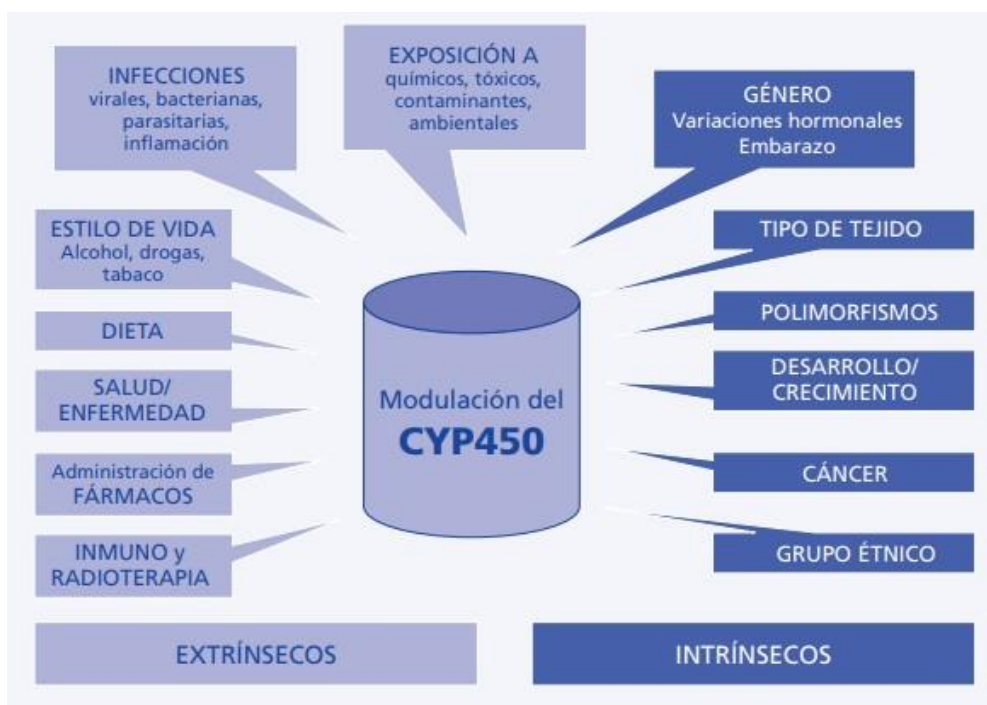 INFECCIONES
virales, bacterianas,
parasitarias,
inflamación
EXPOSICIÓN A
químicos, tóxicos,
contaminantes,
ambientales
GÉNERO
Variaciones hormonales
Embarazo
ESTILO DE VIDA
Alcohol, drogas,
tabaco
DIETA
SALUD/
ENFERMEDAD
Administración de
FÁRMACOS
INMUNO y
RADIOTERAPIA
Modulación del
CYP450
TIPO DE TEJIDO
POLIMORFISMOS
DESARROLLO/
CRECIMIENTO
CÁNCER
GRUPO ÉTNICO
EXTRÍNSECOS
INTRÍNSECOS